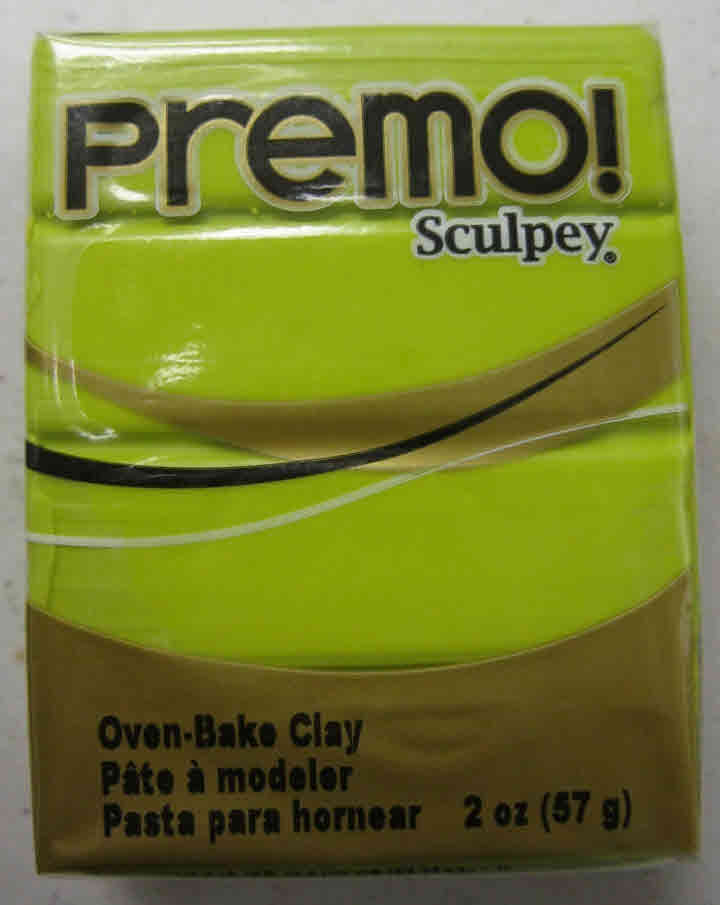 Premo!
Sculpey®
Oven-Bake Clay
Pâte à modeler
Pasta para hornear 2 oz (57 g)